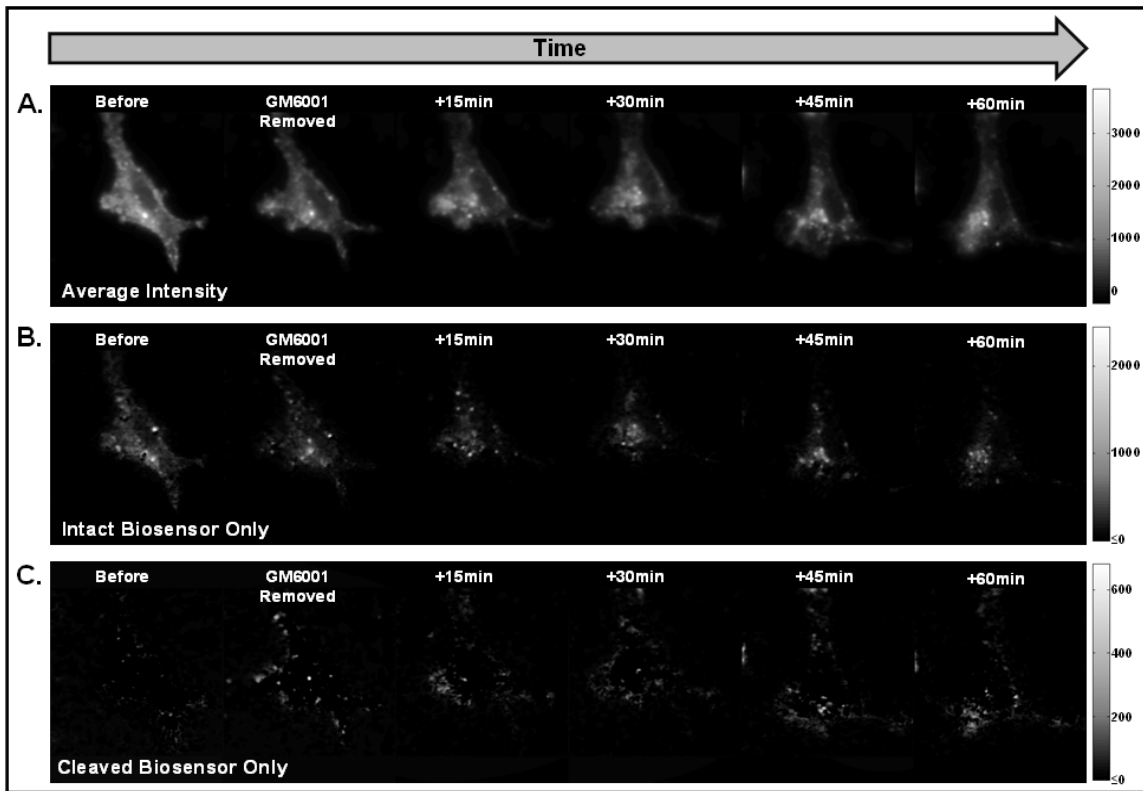 Time
A.
Before
GM6001
Removed
+15min
+30min
+45min
+60min
3000
1000
0
Average Intensity
B.
Before
GM6001
Removed
+15min
+30min
+45min
+60min
2000
1000
≤0
Intact Biosensor Only
C.
Before
GM6001
Removed
+15min
+30min
+45min
+60min
600
400
200
≤0
Cleaved Biosensor Only